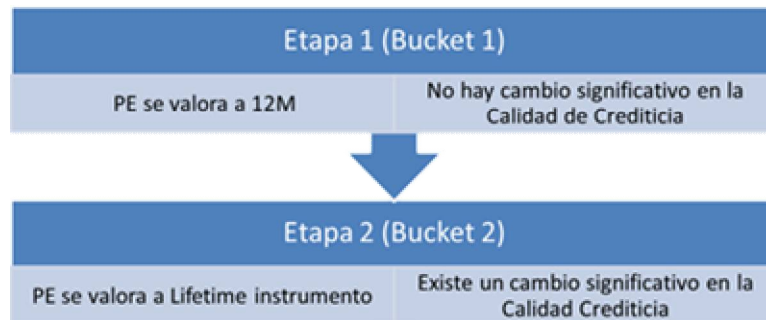 Etapa 1 (Bucket 1)
PE se valora a 12M
No hay cambio significativo en la
Calidad de Crediticia
Etapa 2 (Bucket 2)
PE se valora a Lifetime instrumento
Existe un cambio significativo en la
Calidad Crediticia